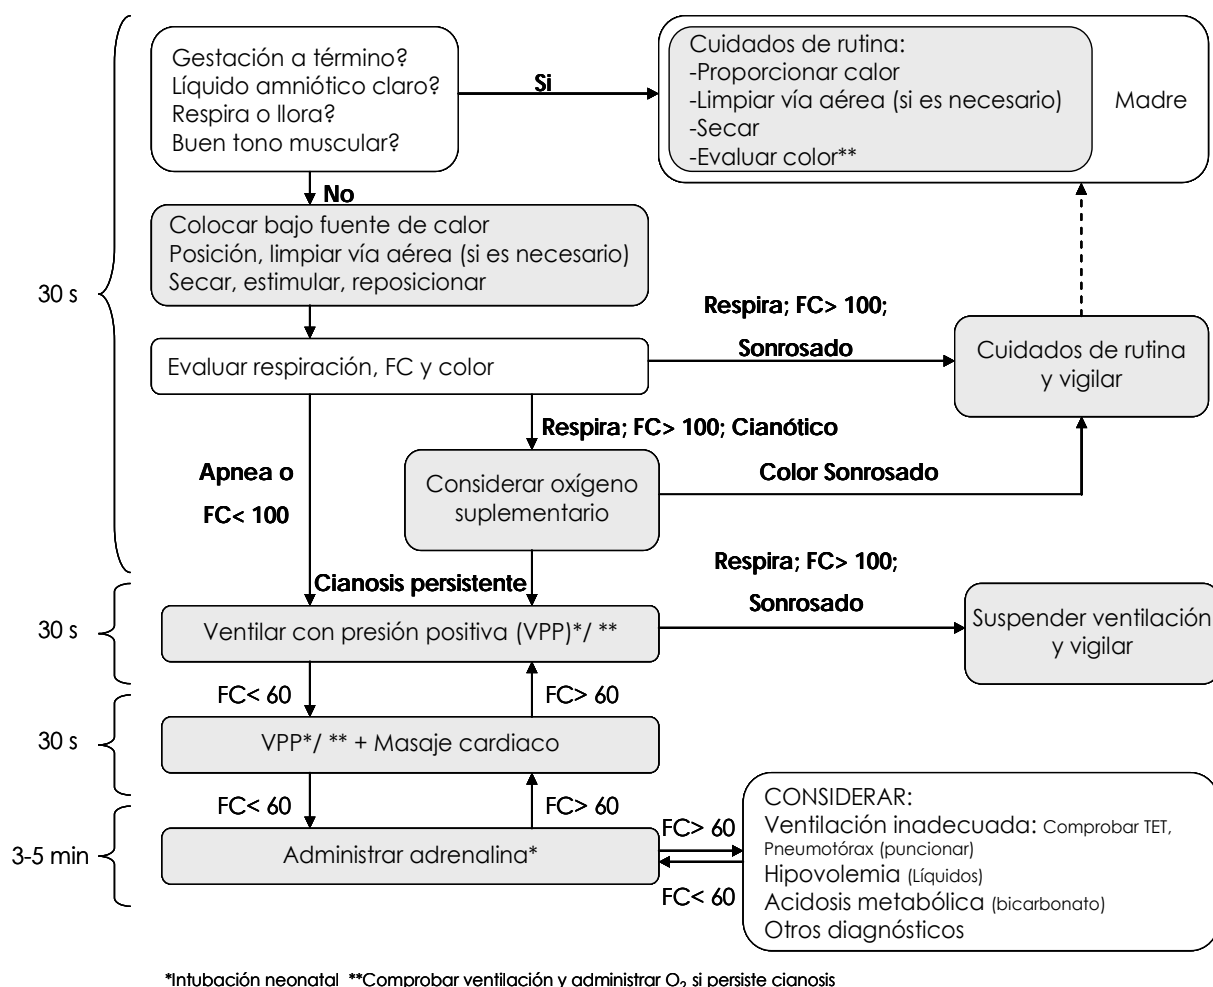 Gestación a término?
Líquido amniótico claro?
Respira o llora?
Buen tono muscular?
Si
Cuidados de rutina:
-Proporcionar calor
-Limpiar vía aérea (si es necesario)
-Secar
-Evaluar color**
Madre
No
Colocar bajo fuente de calor
Posición, limpiar vía aérea (si es necesario)
Secar, estimular, reposicionar
30 s
Respira; FC> 100;
Sonrosado
Evaluar respiración, FC y color
Cuidados de rutina
y vigilar
Respira; FC> 100; Cianótico
Apnea o
FC< 100
Considerar oxígeno
suplementario
Color Sonrosado
Cianosis persistente
Respira; FC> 100;
Sonrosado
30 s
Ventilar con presión positiva (VPP)*/ **
Suspender ventilación
y vigilar
FC< 60
FC> 60
30 s
VPP*/ ** + Masaje cardiaco
FC< 60
FC> 60
3-5 min
Administrar adrenalina*
FC> 60
FC< 60
CONSIDERAR:
Ventilación inadecuada: Comprobar TET,
Pneumotórax (puncionar)
Hipovolemia (Líquidos)
Acidosis metabólica (bicarbonato)
Otros diagnósticos
*Intubación neonatal **Comprobar ventilación y administrar O₂ si persiste cianosis